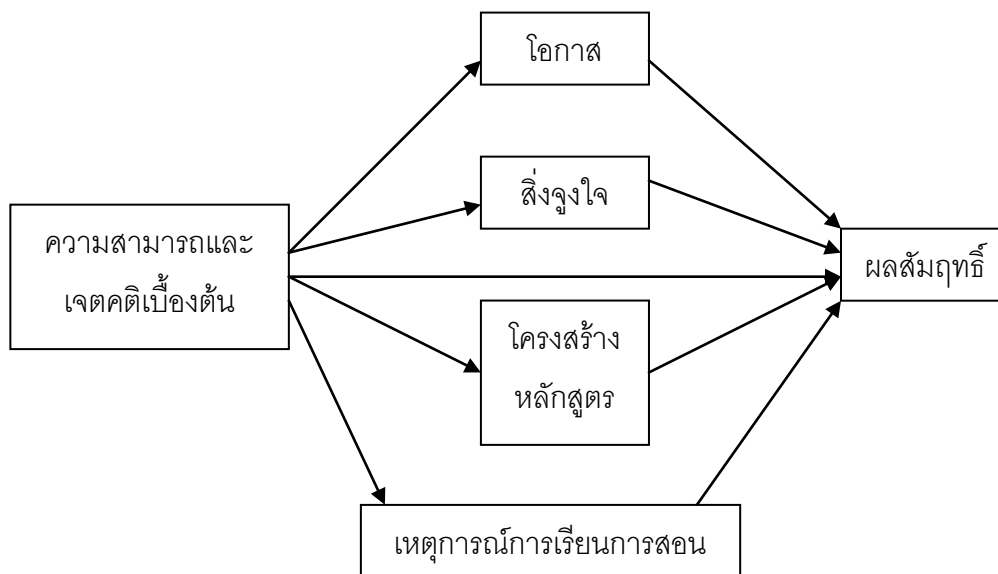 โอกาส
สิ่งจูงใจ
ความสามารถและ
เจตคติเบื้องต้น
ผลสัมฤทธิ์
โครงสร้าง
หลักสูตร
เหตุการณ์การเรียนการสอน